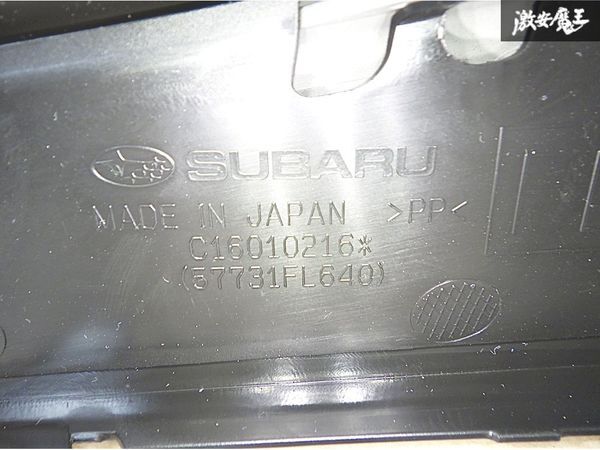 激安魔王
SUBARU
MADE IN JAPAN >PP<
C16010216*
(57731FL640)